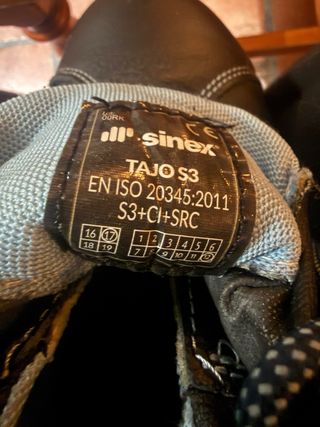 sinex
CE
TAJO S3
EN ISO 20345:2011
S3+CI+SRC
16 17 1 2 3 4 5 6
18 19 7 8 9 10 11 12